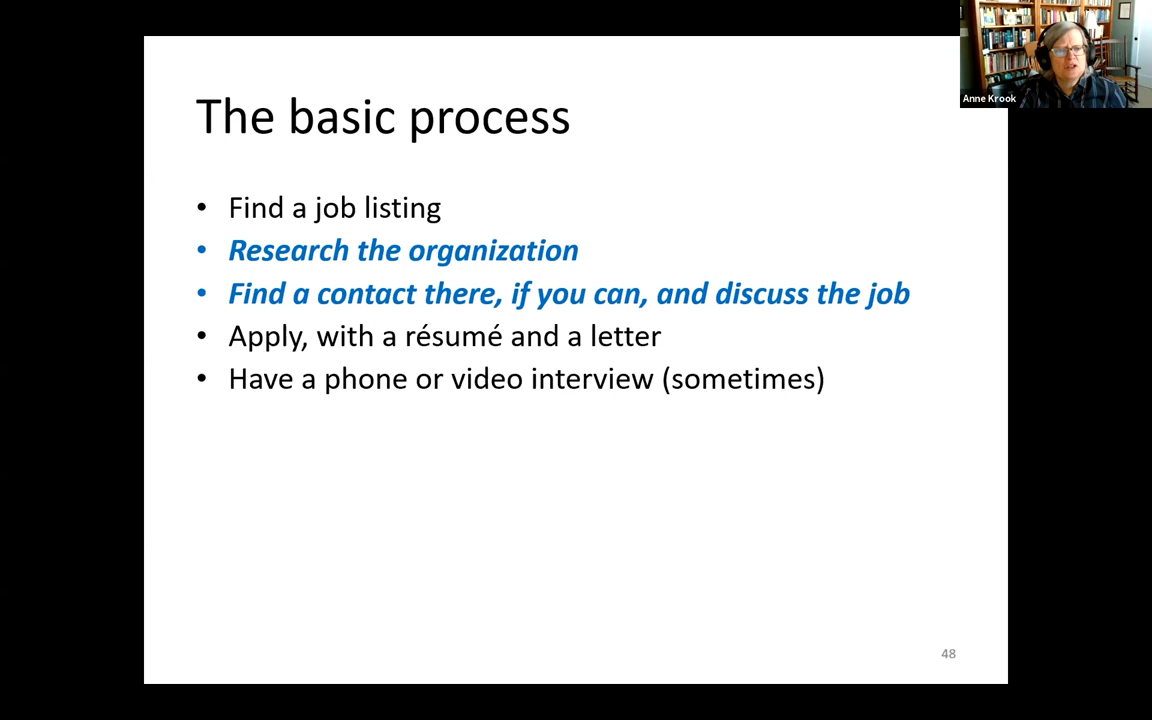 Anne Krook
The basic process
• Find a job listing
• Research the organization
• Find a contact there, if you can, and discuss the job
• Apply, with a résumé and a letter
• Have a phone or video interview (sometimes)
48